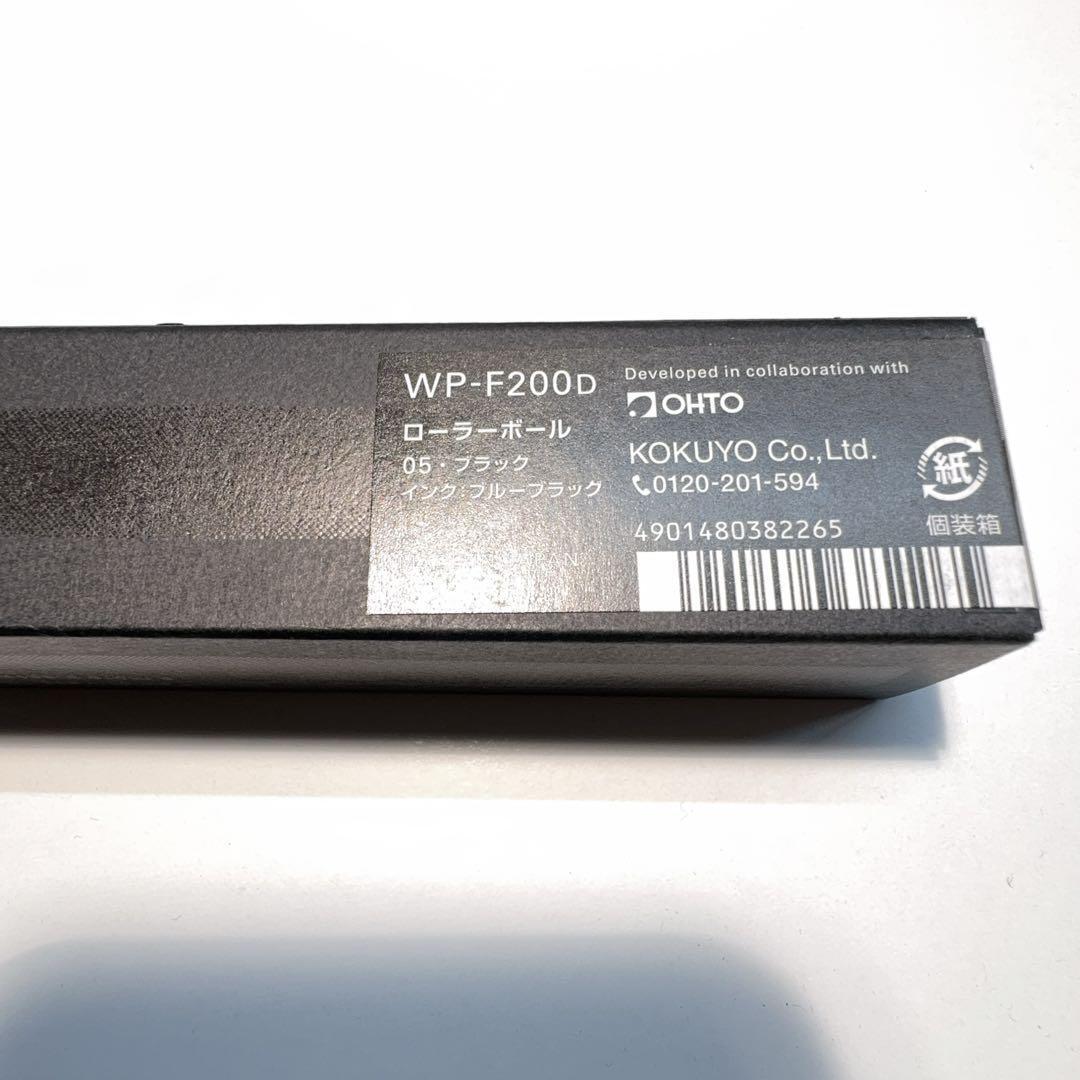 WP-F200D
ローラーボール
05・ブラック
インク:ブルーブラック
Developed in collaboration with
OHTO
KOKUYO Co.,Ltd.
0120-201-594
4901480382265
紙
個装箱